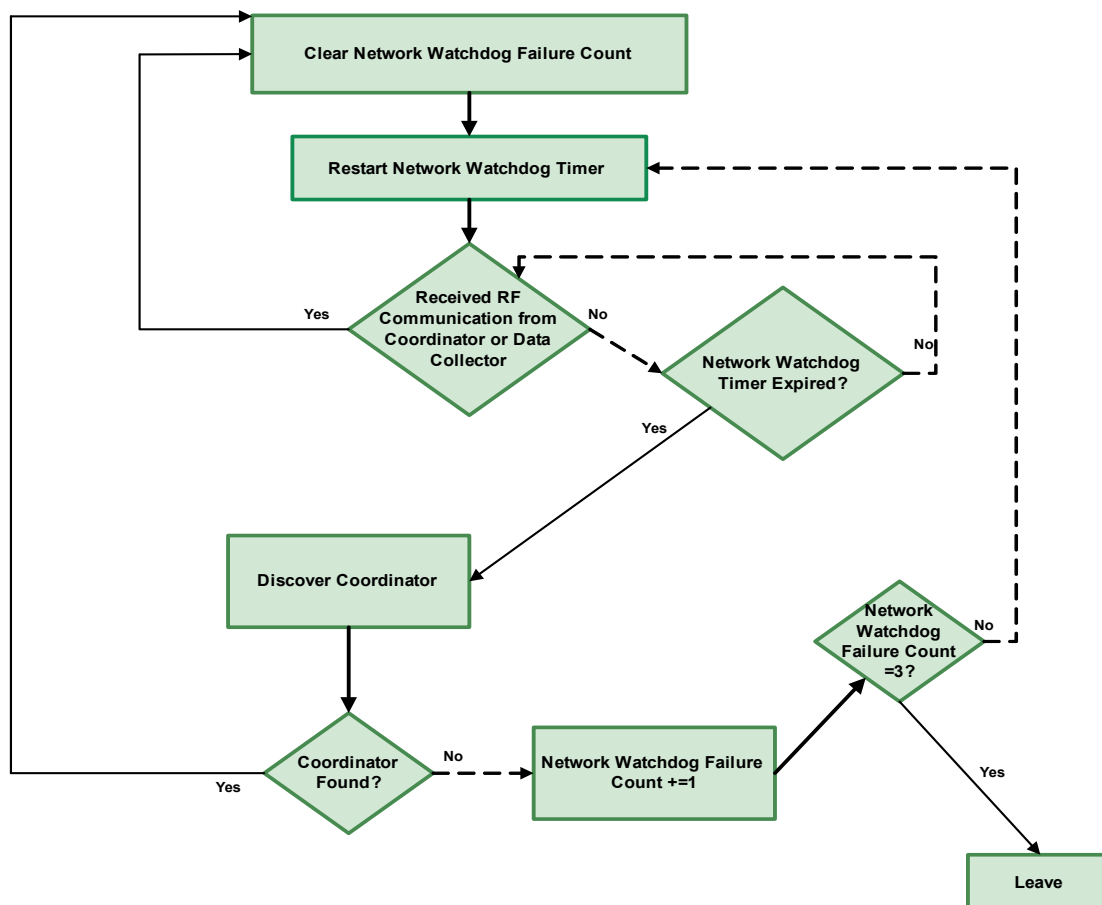 Clear Network Watchdog Failure Count
Restart Network Watchdog Timer
Received RF
Communication from
Coordinator or Data
Collector
Yes
No
Network Watchdog
Timer Expired?
No
Yes
Discover Coordinator
Coordinator
Found?
Yes
No
Network Watchdog Failure
Count +=1
Network
Watchdog
Failure Count
=3?
No
Yes
Leave